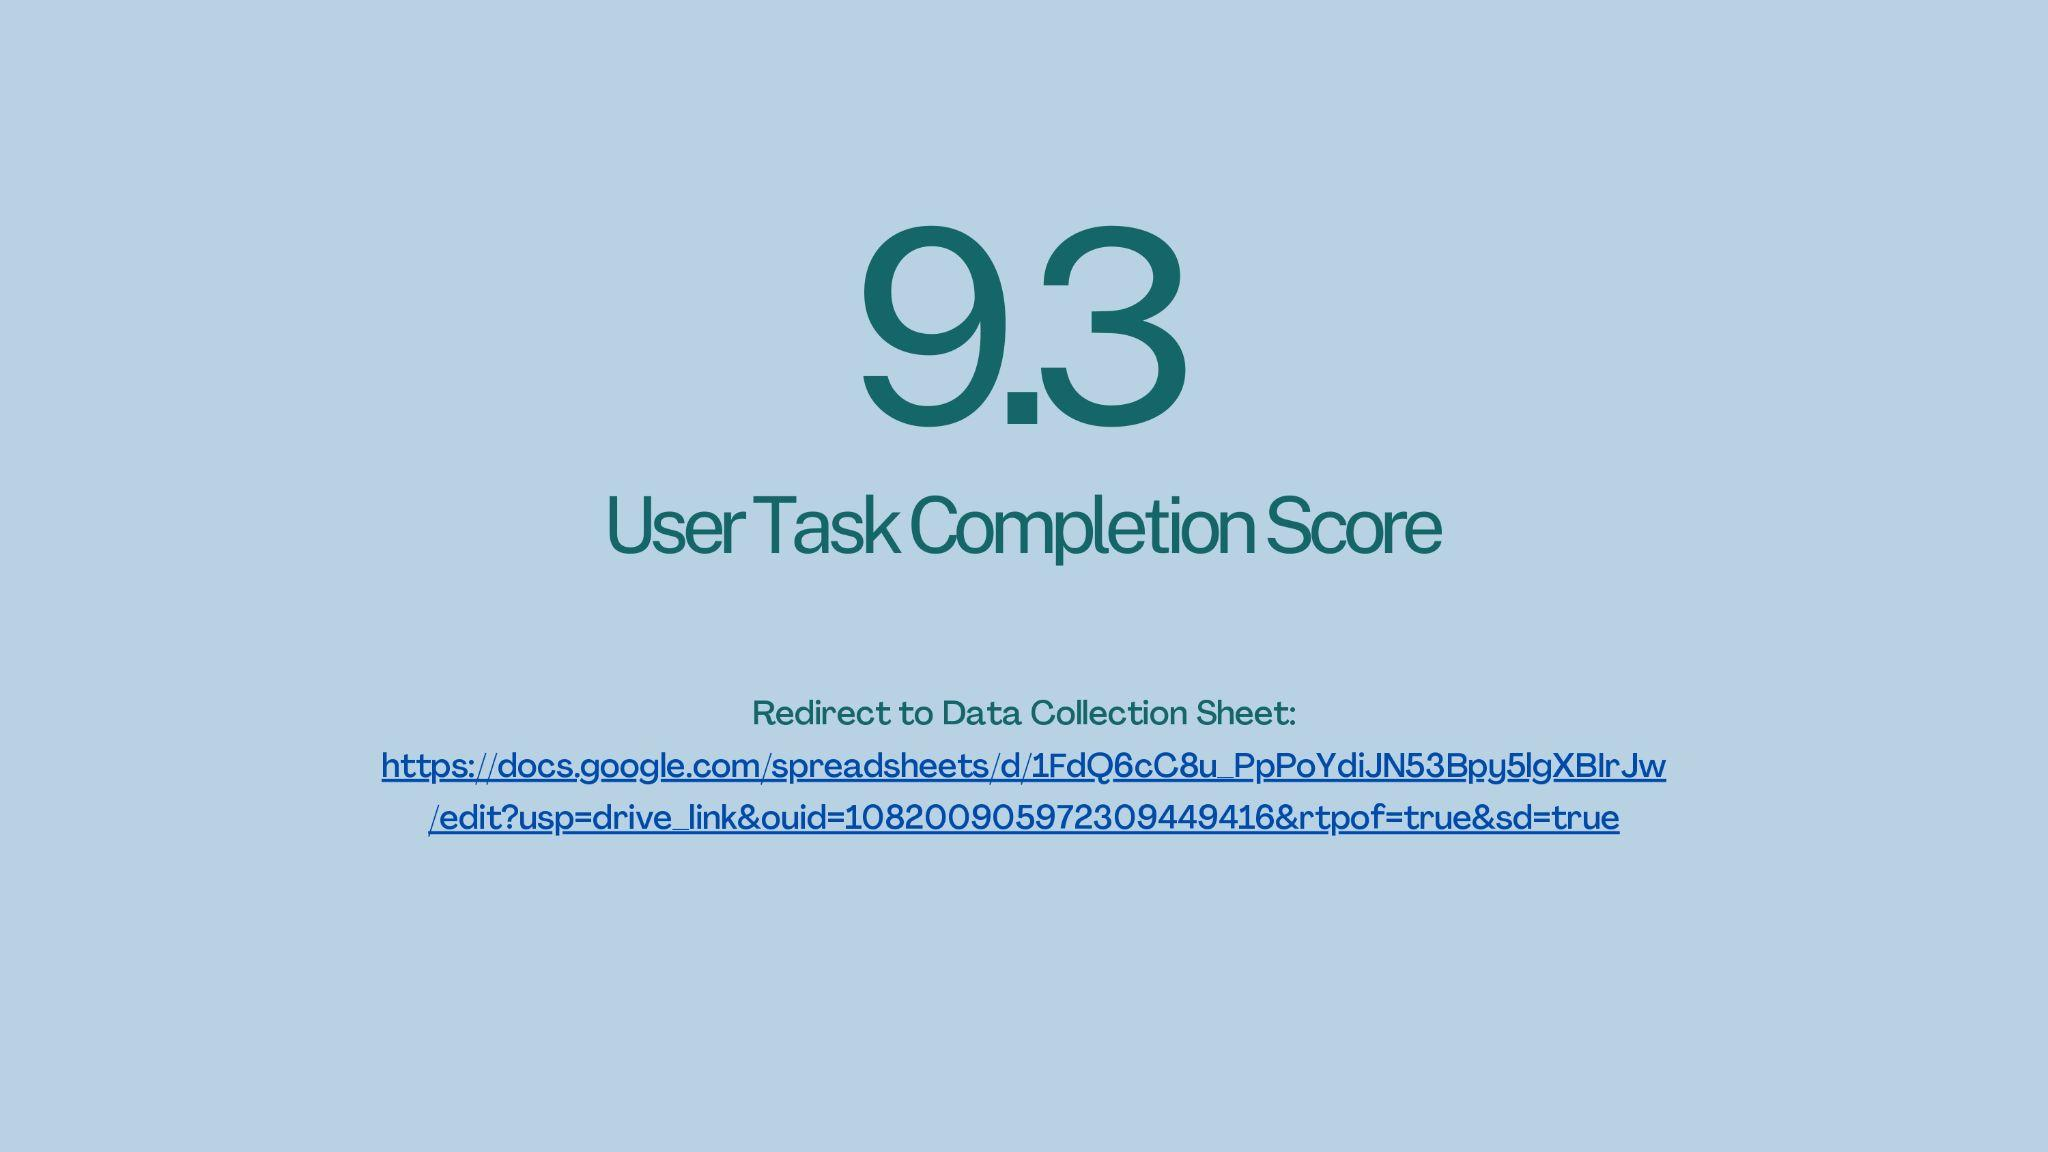 9.3
User Task Completion Score
Redirect to Data Collection Sheet:
https://docs.google.com/spreadsheets/d/1FdQ6cC8u_PpPoYdiJN53Bpy5lgXBIrJw
/edit?usp=drive_link&ouid=108200905972309449416&rtpof=true&sd=true